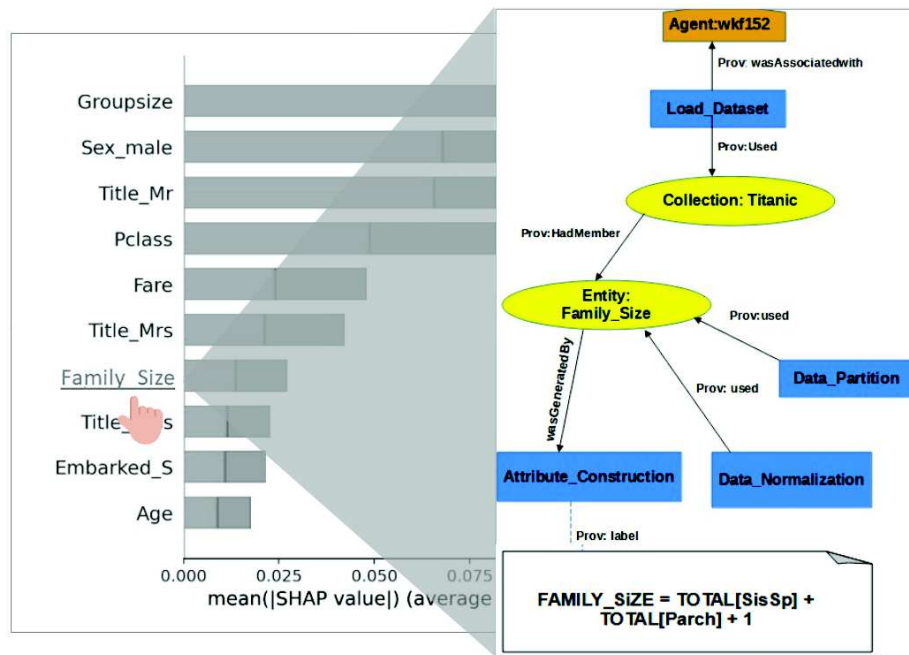 Groupsize
Sex_male
Title_Mr
Pclass
Fare
Title_Mrs
Family_Size
Embarked_S
Age
0.000
0.025
0.050
0.075
mean(|SHAP value|) (average
Agent:wkf152
Prov: wasAssociatedwith
Load_Dataset
Prov:Used
Collection: Titanic
Prov:HadMember
Entity:
Family_Size
Prov:used
Data_Partition
Prov: used
wasGeneratedBy
Attribute_Construction
Data_Normalization
Prov: label
FAMILY_SiZE = TOTAL[SisSp] +
TOTAL[Parch] + 1